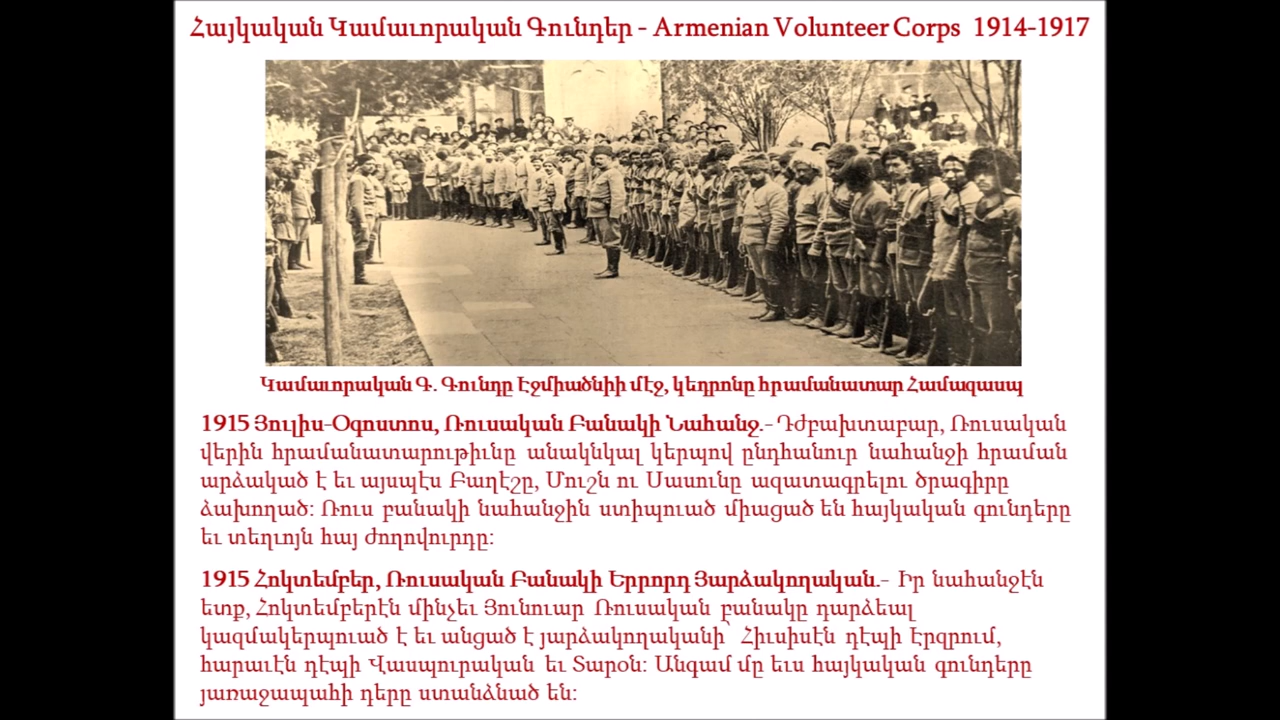 Հայկական Կամաւորական Գունդեր - Armenian Volunteer Corps 1914-1917
Կամաւորական Գ. Գունդը Էջմիածնիի մէջ, կեդրոնը հրամանատար Համազասպ
1915 Յուլիս-Օգոստոս, Ռուսական Բանակի Նահանջ.- Դժբախտաբար, Ռուսական
վերին հրամանատարութիւնը անակնկալ կերպով ընդհանուր նահանջի հրաման
արձակած է եւ այսպէս Բաղէշը, Մուշն ու Սասունը ազատագրելու ծրագիրը
ձախողած: Ռուս բանակի նահանջին ստիպուած միացած են հայկական գունդերը
եւ տեղւոյն հայ ժողովուրդը:
1915 Հոկտեմբեր, Ռուսական Բանակի Երրորդ Յարձակողական.- Իր նահանջէն
ետք, Հոկտեմբերէն մինչեւ Յունուար Ռուսական բանակը դարձեալ
կազմակերպուած է եւ անցած է յարձակողականի՝ Հիւսիսէն դէպի Էրզրում,
հարաւէն դէպի Վասպուրական եւ Տարօն: Անգամ մը եւս հայկական գունդերը
յառաջապահի դերը ստանձնած են: